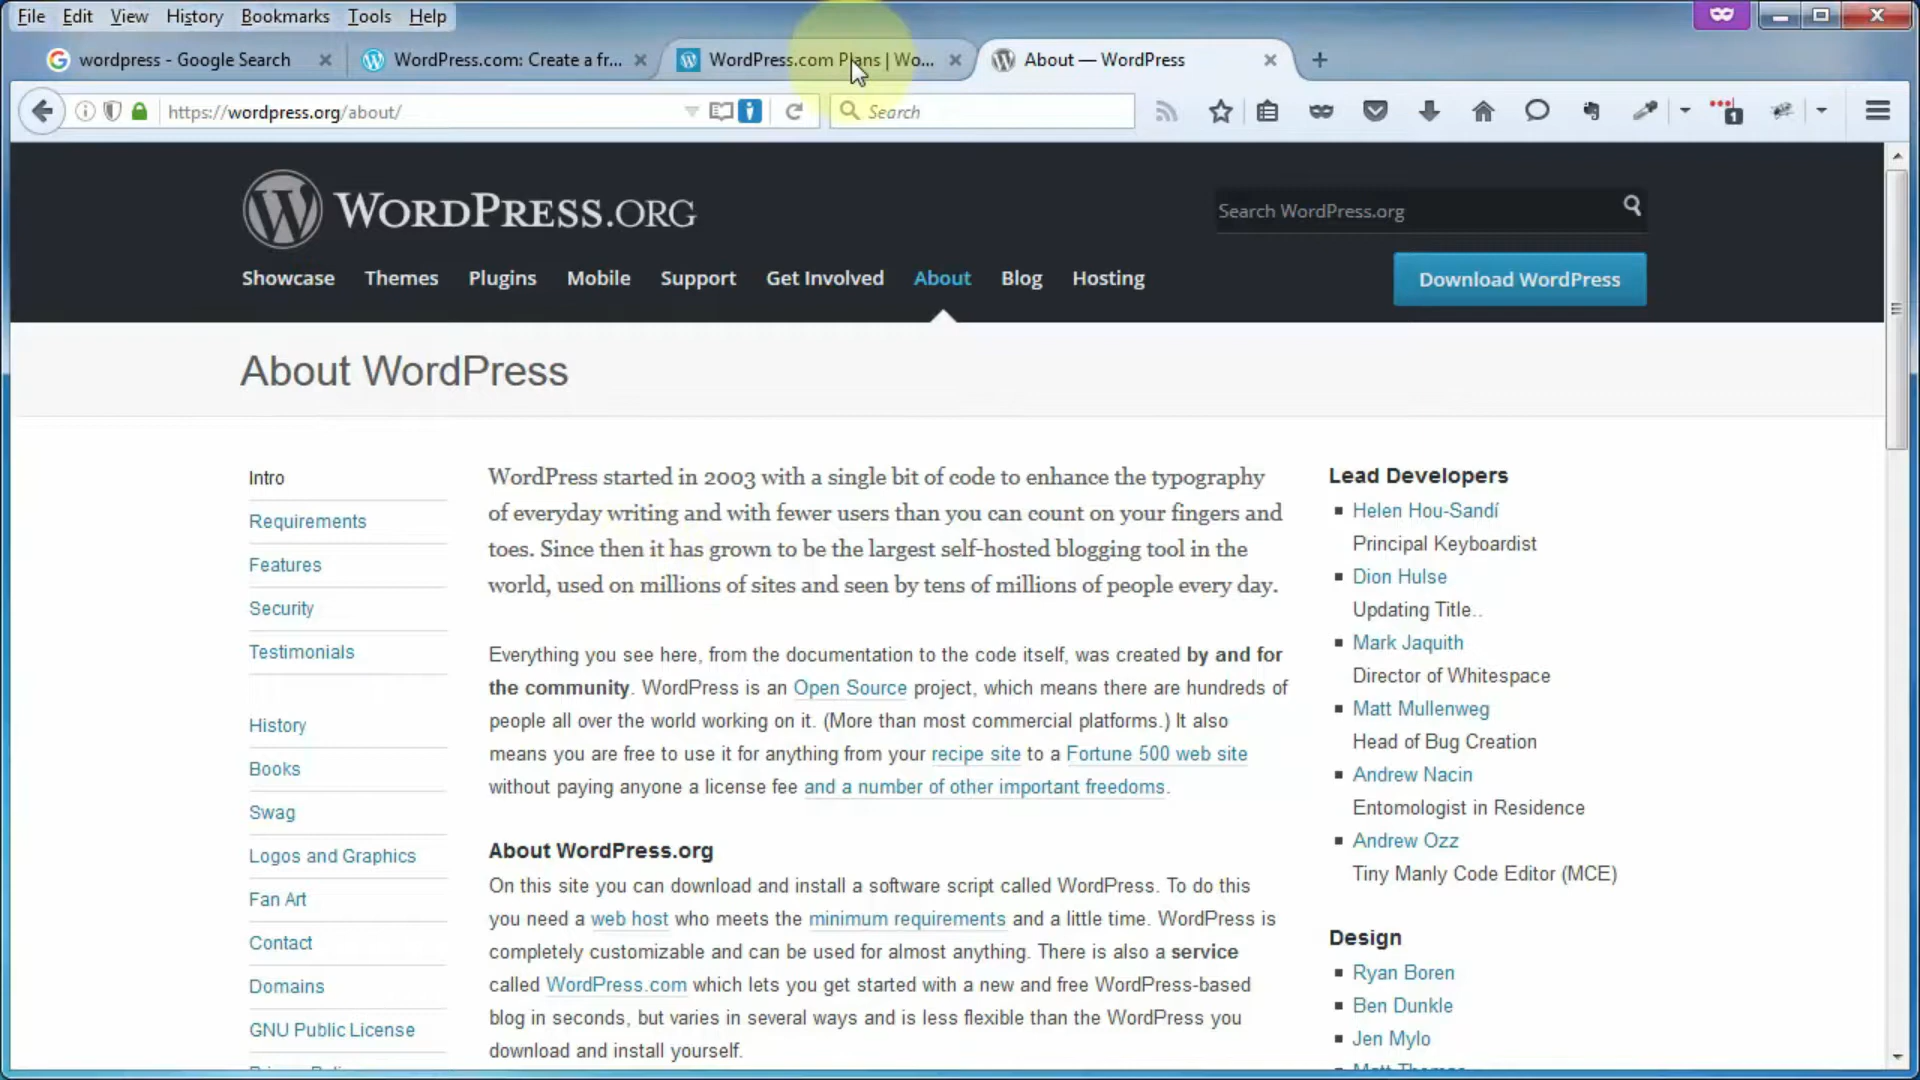 File Edit View History Bookmarks Tools Help
wordpress - Google Search
WordPress.com: Create a fr...
WordPress.com Plans | Wo...
About — WordPress
https://wordpress.org/about/
Search
1
WORDPRESS.ORG
Search WordPress.org
Showcase Themes Plugins Mobile Support Get Involved About Blog Hosting
Download WordPress
About WordPress
Intro
Requirements
Features
Security
Testimonials
History
Books
Swag
Logos and Graphics
Fan Art
Contact
Domains
GNU Public License
WordPress started in 2003 with a single bit of code to enhance the typography
of everyday writing and with fewer users than you can count on your fingers and
toes. Since then it has grown to be the largest self-hosted blogging tool in the
world, used on millions of sites and seen by tens of millions of people every day.
Everything you see here, from the documentation to the code itself, was created by and for
the community. WordPress is an Open Source project, which means there are hundreds of
people all over the world working on it. (More than most commercial platforms.) It also
means you are free to use it for anything from your recipe site to a Fortune 500 web site
without paying anyone a license fee and a number of other important freedoms.
About WordPress.org
On this site you can download and install a software script called WordPress. To do this
you need a web host who meets the minimum requirements and a little time. WordPress is
completely customizable and can be used for almost anything. There is also a service
called WordPress.com which lets you get started with a new and free WordPress-based
blog in seconds, but varies in several ways and is less flexible than the WordPress you
download and install yourself.
Lead Developers
Helen Hou-Sandí
Principal Keyboardist
Dion Hulse
Updating Title..
Mark Jaquith
Director of Whitespace
Matt Mullenweg
Head of Bug Creation
Andrew Nacin
Entomologist in Residence
Andrew Ozz
Tiny Manly Code Editor (MCE)
Design
Ryan Boren
Ben Dunkle
Jen Mylo